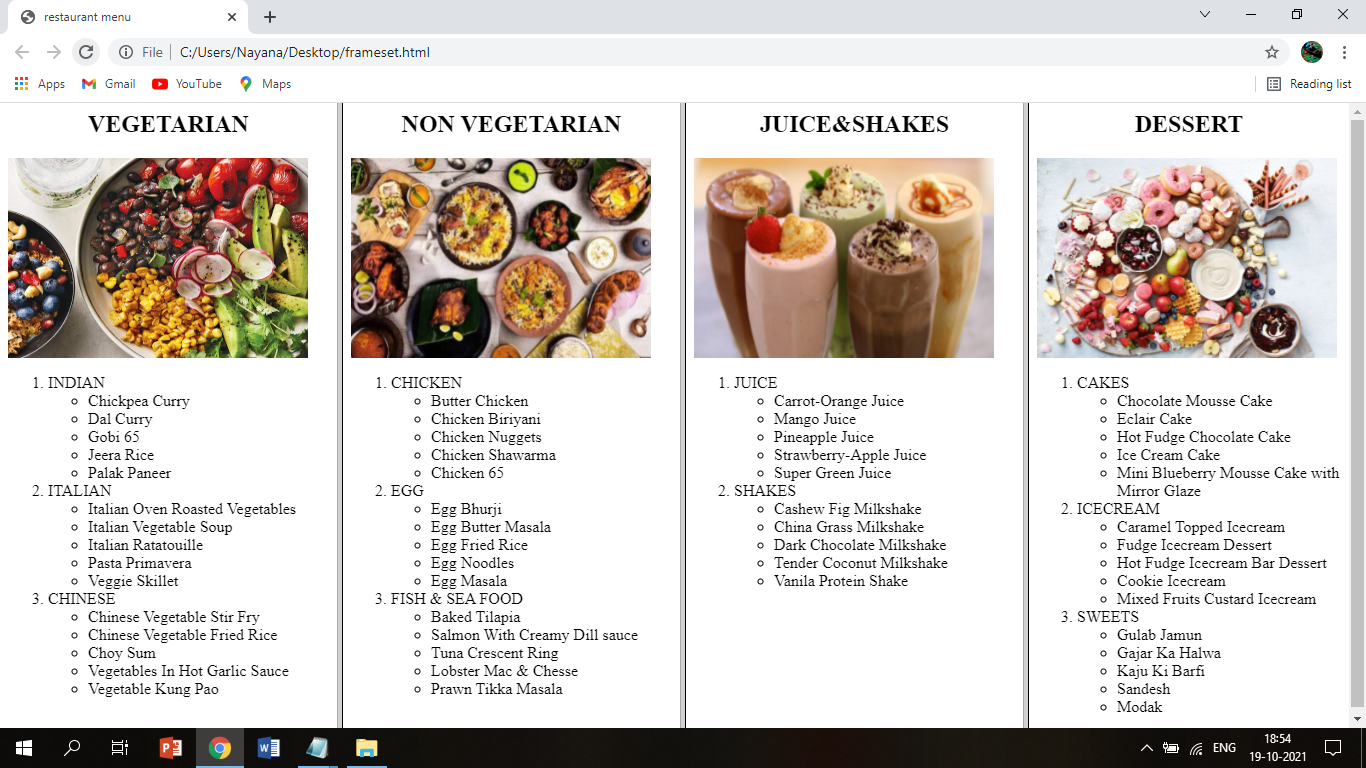 restaurant menu
File
C:/Users/Nayana/Desktop/frameset.html
Apps
Gmail
YouTube
Maps
Reading list
VEGETARIAN
1. INDIAN
Chickpea Curry
Dal Curry
Gobi 65
Jeera Rice
Palak Paneer
2. ITALIAN
Italian Oven Roasted Vegetables
Italian Vegetable Soup
Italian Ratatouille
Pasta Primavera
Veggie Skillet
3. CHINESE
Chinese Vegetable Stir Fry
Chinese Vegetable Fried Rice
Choy Sum
Vegetables In Hot Garlic Sauce
Vegetable Kung Pao
NON VEGETARIAN
1. CHICKEN
Butter Chicken
Chicken Biriyani
Chicken Nuggets
Chicken Shawarma
Chicken 65
2. EGG
Egg Bhurji
Egg Butter Masala
Egg Fried Rice
Egg Noodles
Egg Masala
3. FISH & SEA FOOD
Baked Tilapia
Salmon With Creamy Dill sauce
Tuna Crescent Ring
Lobster Mac & Chesse
Prawn Tikka Masala
JUICE&SHAKES
1. JUICE
Carrot-Orange Juice
Mango Juice
Pineapple Juice
Strawberry-Apple Juice
Super Green Juice
2. SHAKES
Cashew Fig Milkshake
China Grass Milkshake
Dark Chocolate Milkshake
Tender Coconut Milkshake
Vanila Protein Shake
DESSERT
1. CAKES
Chocolate Mousse Cake
Eclair Cake
Hot Fudge Chocolate Cake
Ice Cream Cake
Mini Blueberry Mousse Cake with
Mirror Glaze
2. ICECREAM
Caramel Topped Icecream
Fudge Icecream Dessert
Hot Fudge Icecream Bar Dessert
Cookie Icecream
Mixed Fruits Custard Icecream
3. SWEETS
Gulab Jamun
Gajar Ka Halwa
Kaju Ki Barfi
Sandesh
Modak
ENG
18:54
19-10-2021